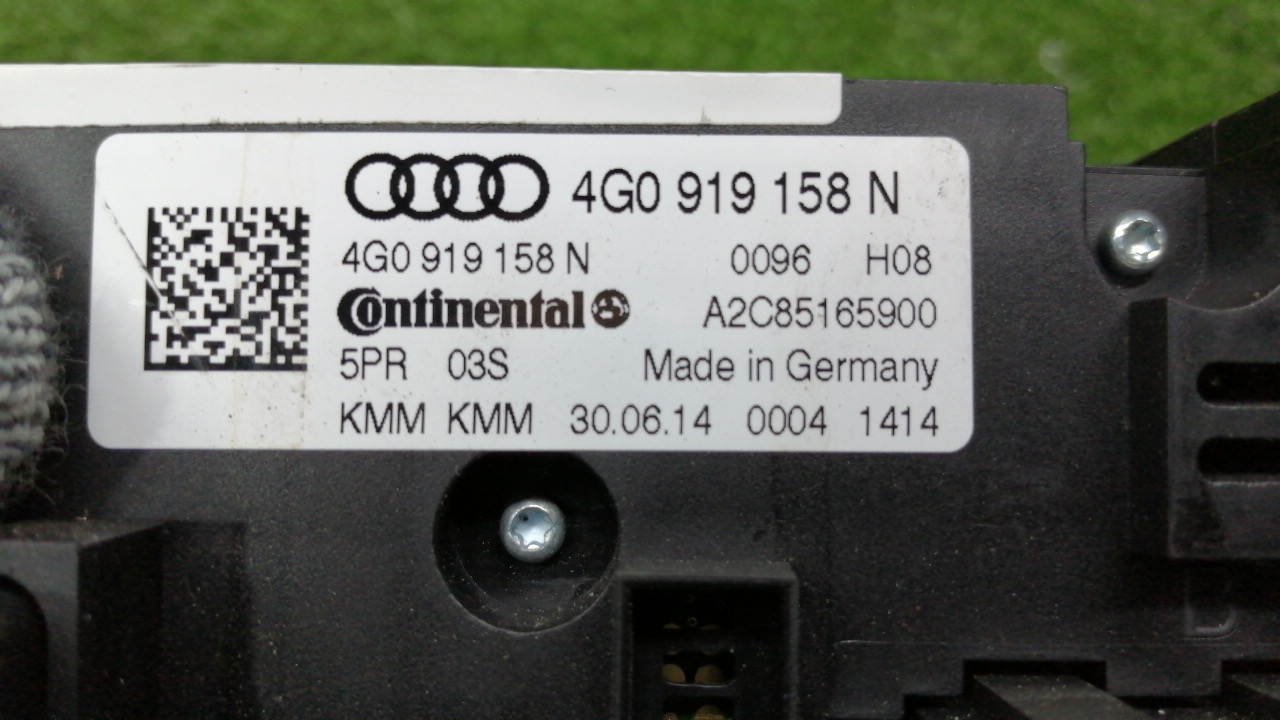 4G0 919 158 N
4G0 919 158 N 0096 H08
Continental A2C85165900
5PR 03S Made in Germany
KMM KMM 30.06.14 0004 1414